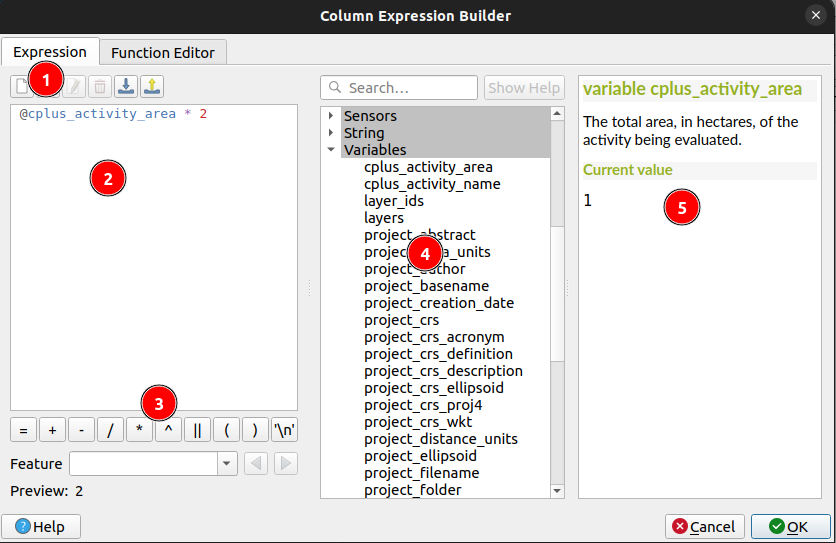 Column Expression Builder
Expression
Function Editor
1
Search...
Show Help
@cplus_activity_area * 2
2
3
= + - / * ^ || ( ) '\n'
Feature
Preview: 2
Sensors
String
Variables
cplus_activity_area
cplus_activity_name
layer_ids
layers
project_abstract
project_ a_units
project_author
project_basename
project_creation_date
project_crs
project_crs_acronym
project_crs_definition
project_crs_description
project_crs_ellipsoid
project_crs_proj4
project_crs_wkt
project_distance_units
project_ellipsoid
project_filename
project_folder
4
variable cplus_activity_area
The total area, in hectares, of the
activity being evaluated.
Current value
1
5
Help
Cancel
OK